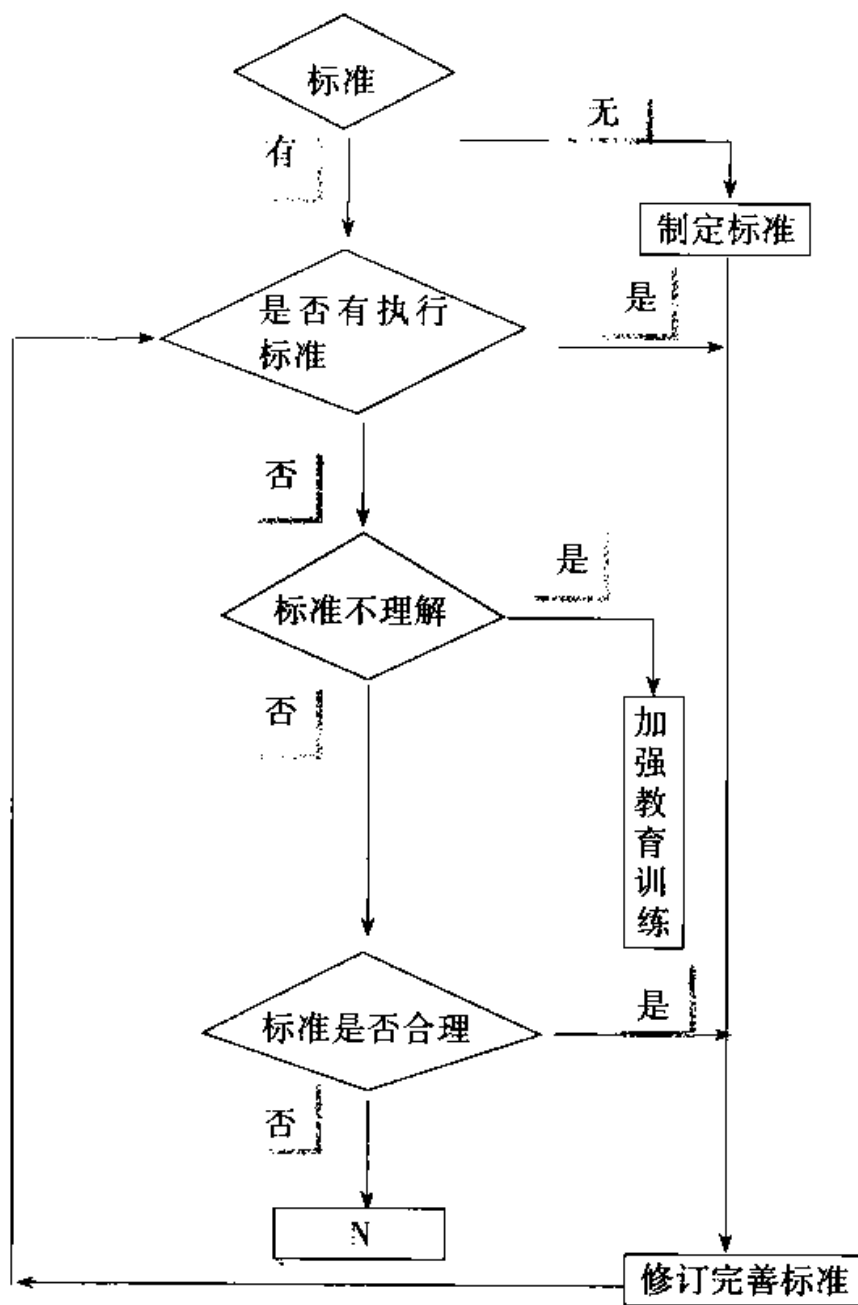 标准
无
有
制定标准
是否有执行
标准
是
否
是
标准不理解
否
加强教育训练
标准是否合理
是
否
N
修订完善标准